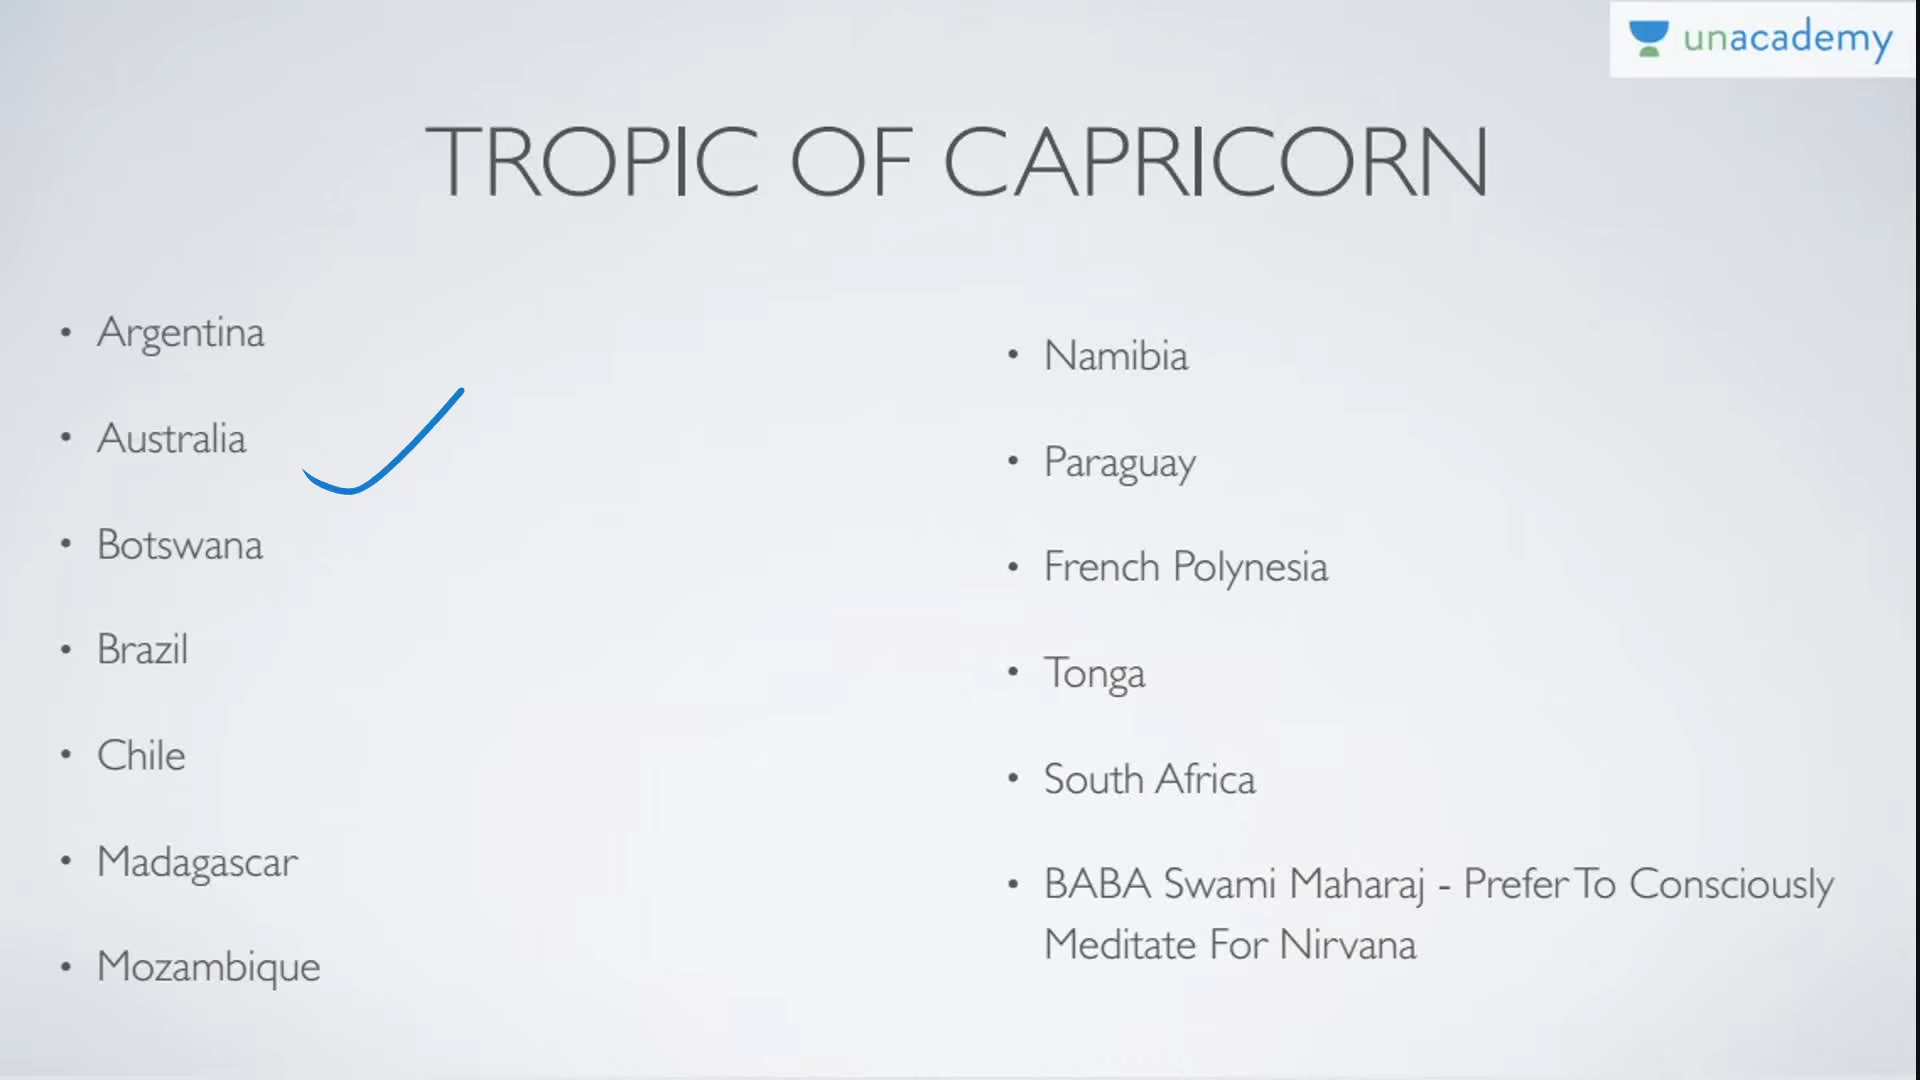 unacademy
TROPIC OF CAPRICORN
• Argentina
• Australia
• Botswana
• Brazil
• Chile
• Madagascar
• Mozambique
• Namibia
• Paraguay
• French Polynesia
• Tonga
• South Africa
• BABA Swami Maharaj - Prefer To Consciously
Meditate For Nirvana